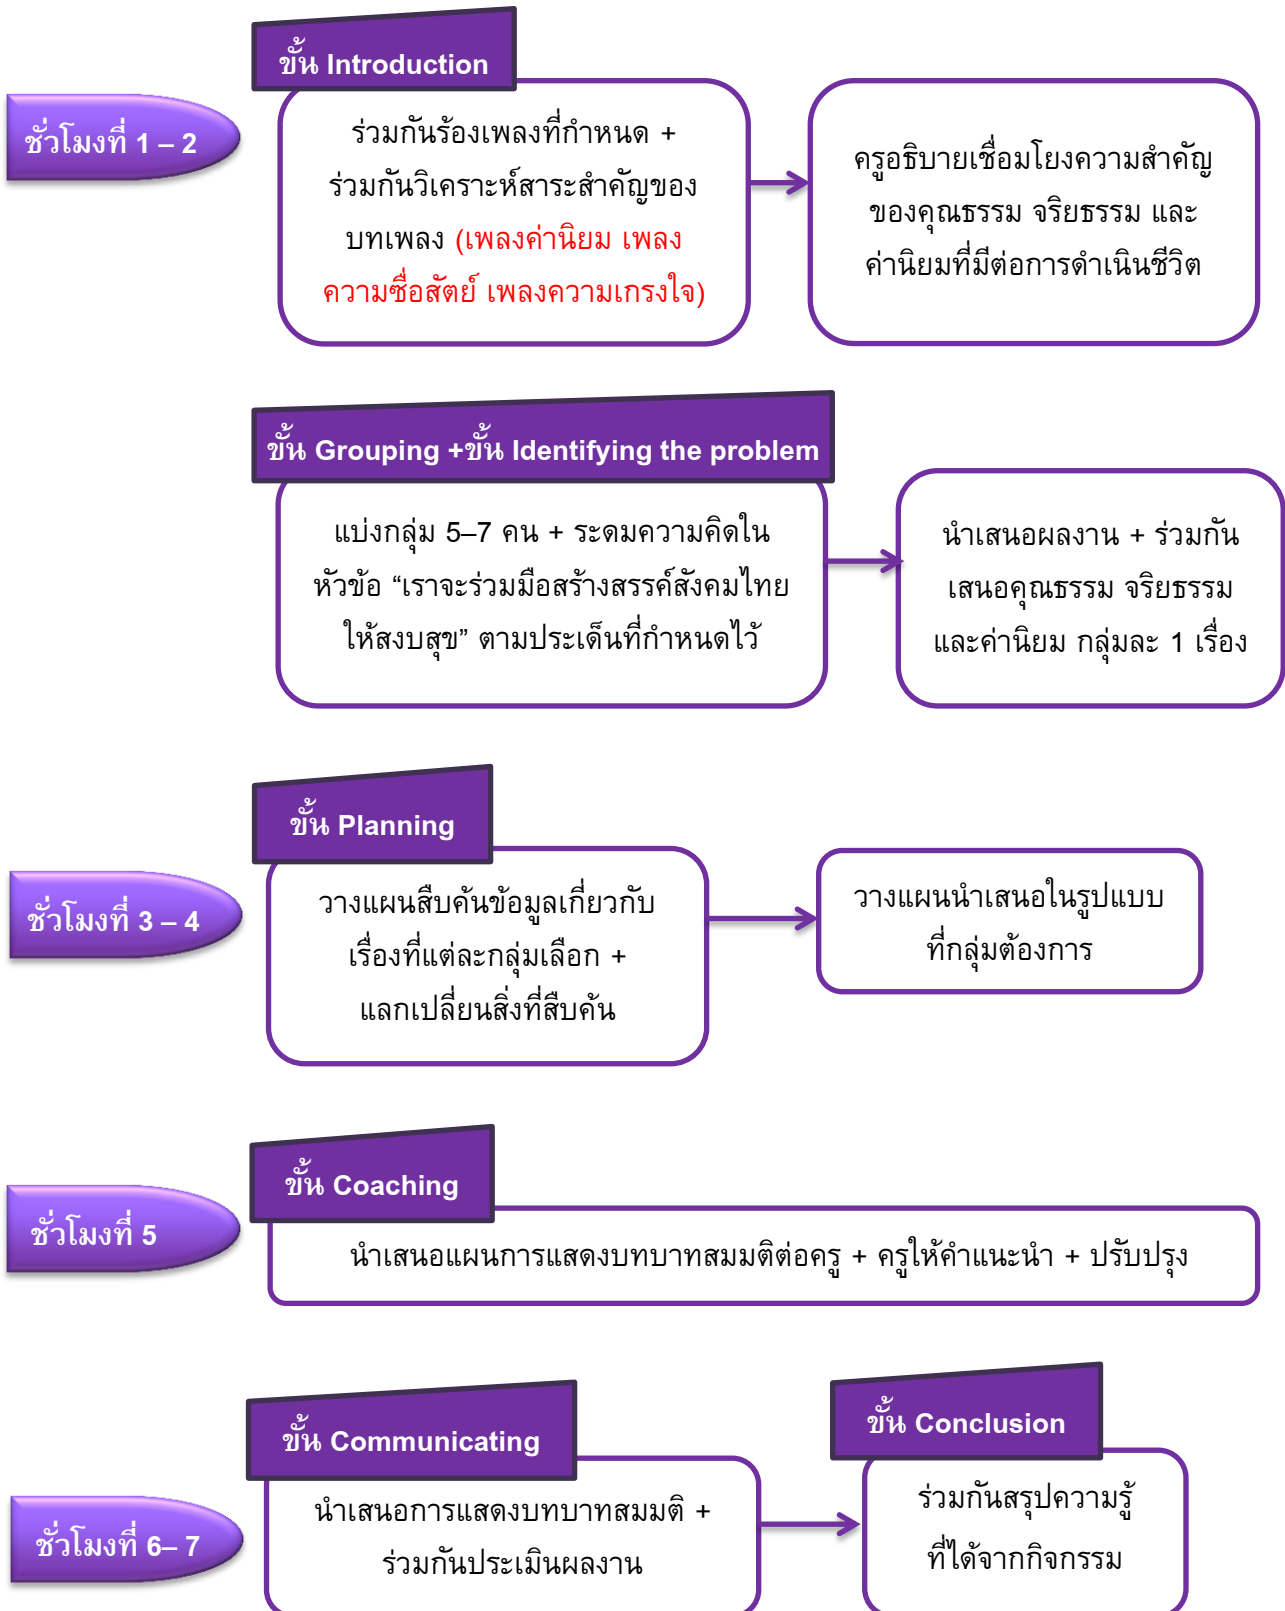 ขั้น Introduction
ชั่วโมงที่ 1 – 2
ร่วมกันร้องเพลงที่กำหนด +
ร่วมกันวิเคราะห์สาระสำคัญของ
บทเพลง (เพลงค่านิยม เพลง
ความซื่อสัตย์ เพลงความเกรงใจ)
ครูอธิบายเชื่อมโยงความสำคัญ
ของคุณธรรม จริยธรรม และ
ค่านิยมที่มีต่อการดำเนินชีวิต
ขั้น Grouping +ขั้น Identifying the problem
แบ่งกลุ่ม 5–7 คน + ระดมความคิดใน
หัวข้อ “เราจะร่วมมือสร้างสรรค์สังคมไทย
ให้สงบสุข” ตามประเด็นที่กำหนดไว้
นำเสนอผลงาน + ร่วมกัน
เสนอคุณธรรม จริยธรรม
และค่านิยม กลุ่มละ 1 เรื่อง
ขั้น Planning
ชั่วโมงที่ 3 – 4
วางแผนสืบค้นข้อมูลเกี่ยวกับ
เรื่องที่แต่ละกลุ่มเลือก +
แลกเปลี่ยนสิ่งที่สืบค้น
วางแผนนำเสนอในรูปแบบ
ที่กลุ่มต้องการ
ขั้น Coaching
ชั่วโมงที่ 5
นำเสนอแผนการแสดงบทบาทสมมติต่อครู + ครูให้คำแนะนำ + ปรับปรุง
ขั้น Communicating
ชั่วโมงที่ 6– 7
นำเสนอการแสดงบทบาทสมมติ +
ร่วมกันประเมินผลงาน
ขั้น Conclusion
ร่วมกันสรุปความรู้
ที่ได้จากกิจกรรม